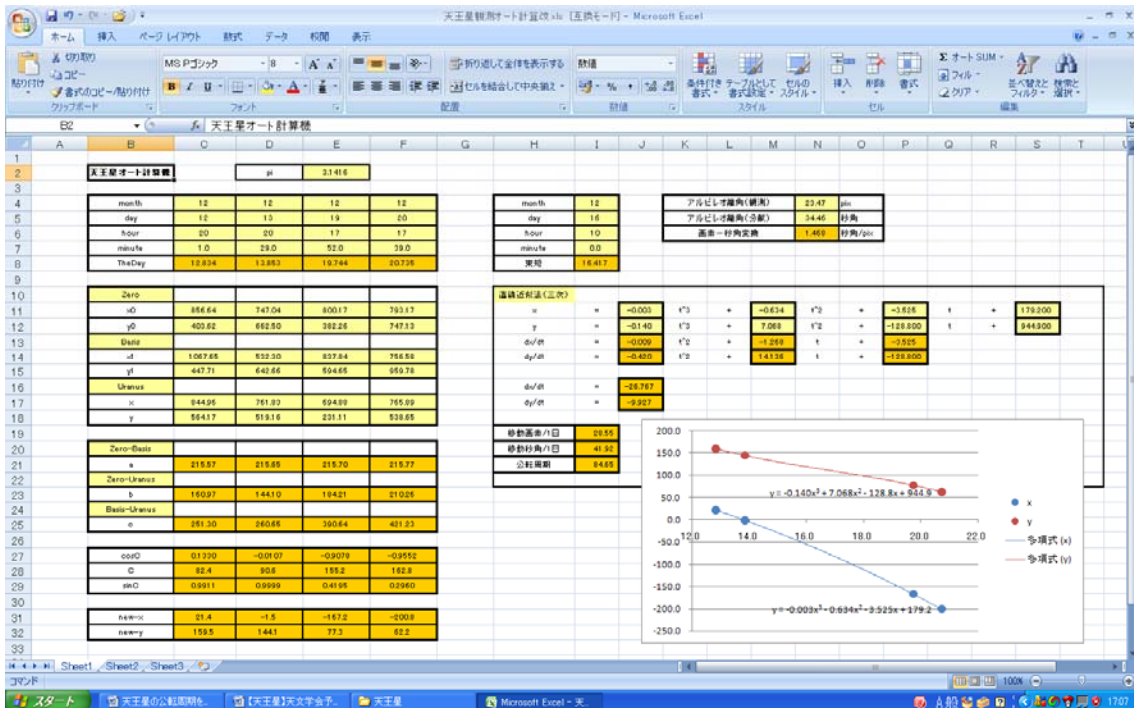 天王星観測オート計算改.xls [互換モード] - Microsoft Excel
ホーム 挿入 ページ レイアウト 数式 データ 校閲 表示
切り取り
コピー
書式のコピー/貼り付け
貼り付け
クリップボード
MS Pゴシック 8
フォント
折り返して全体を表示する
セルを結合して中央揃え
配置
数値
数値
条件付き書式 テーブルとして書式設定 セルのスタイル
スタイル
挿入 削除 書式
セル
オート SUM
フィル
クリア
並べ替えとフィルタ 検索と選択
編集
B2 fx 天王星オート計算機
A B C D E F G H I J K L M N O P Q R S T
天王星オート計算機 pi 3.1416
month 12 12 12 12
day 12 13 19 20
hour 20 20 17 17
minute 1.0 29.0 52.0 39.0
TheDay 12.834 13.853 19.744 20.735
month 12
day 16
hour 10
minute 0.0
16.417
アルビレオ離角(観測) 23.47 pix
アルビレオ離角(文献) 34.46 秒角
画素－秒角変換 1.468 秒角/pix
Zero
x0 856.64 747.04 800.17 793.17
y0 403.62 662.50 382.26 747.13
Basis
x1 1067.65 532.30 837.84 756.58
y1 447.71 642.66 594.65 959.78
Uranus
x 844.95 761.83 694.88 765.89
y 564.17 519.16 231.11 538.65
Zero-Basis
a 215.57 215.65 215.70 215.77
Zero-Uranus
b 160.97 144.10 184.21 210.26
Basis-Uranus
c 251.30 260.65 390.64 421.23
cosC 0.1330 -0.0107 -0.9078 -0.9552
C 82.4 90.6 155.2 162.8
sinC 0.9911 0.9999 0.4195 0.2960
new-x 21.4 -1.5 -167.2 -200.8
new-y 159.5 144.1 77.3 62.2
x = -0.003 t^3 + -0.634 t^2 + -3.525 t + 179.200
y = -0.140 t^3 + 7.068 t^2 + -128.800 t + 944.900
dx/dt = -0.009 t^2 + -1.268 t + -3.525
dy/dt = -0.420 t^2 + 14.136 t + -128.800
dx/dt = -26.767
dy/dt = -9.927
移動画素/1日 28.55
移動秒角/1日 41.92
公転周期 84.65
200.0
150.0
100.0
50.0
0.0
-50.0
-100.0
-150.0
-200.0
-250.0
12.0 14.0 16.0 18.0 20.0 22.0
y = -0.140x³ + 7.068x² - 128.8x + 944.9
y = -0.003x³ - 0.634x² - 3.525x + 179.2
x
y
多項式 (x)
多項式 (y)
Sheet1 Sheet2 Sheet3
コマンド 100%
スタート 天王星の公転周期を... 【天王星】天文学会予... 天王星 Microsoft Excel - 天... A 般 17:07